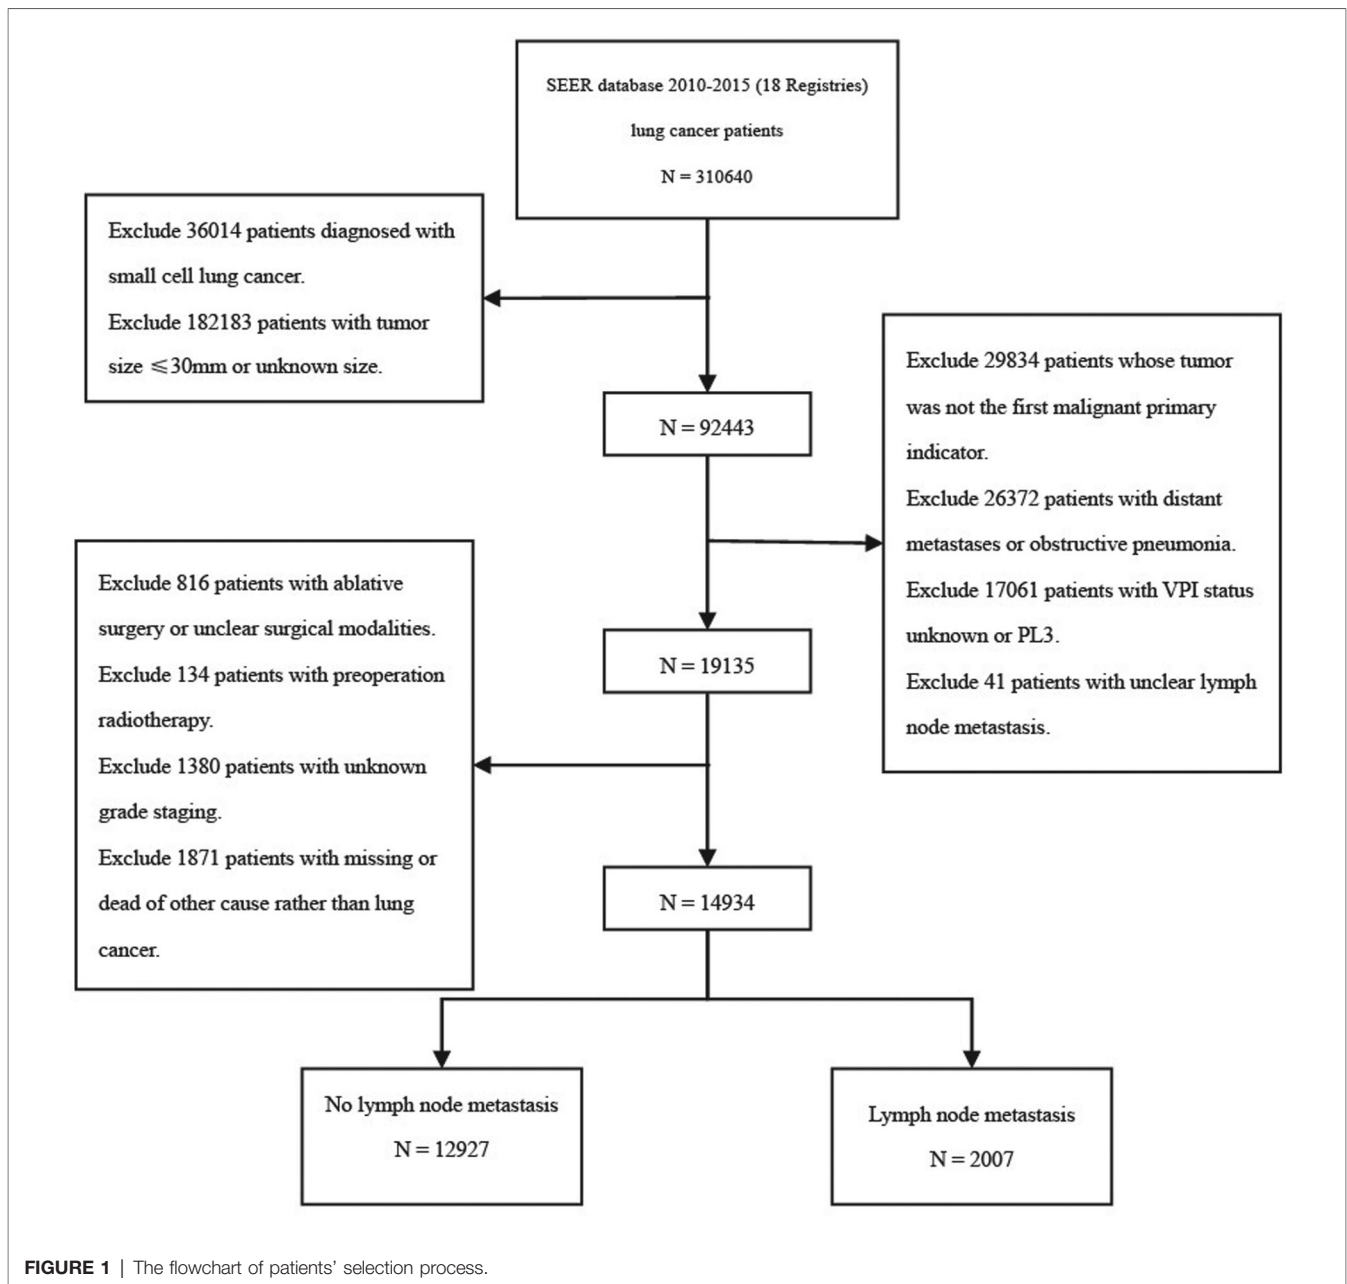 SEER database 2010-2015 (18 Registries)
lung cancer patients
N = 310640
Exclude 36014 patients diagnosed with
small cell lung cancer.
Exclude 182183 patients with tumor
size ⩽30mm or unknown size.
N = 92443
Exclude 29834 patients whose tumor
was not the first malignant primary
indicator.
Exclude 26372 patients with distant
metastases or obstructive pneumonia.
Exclude 17061 patients with VPI status
unknown or PL3.
Exclude 41 patients with unclear lymph
node metastasis.
N = 19135
Exclude 816 patients with ablative
surgery or unclear surgical modalities.
Exclude 134 patients with preoperation
radiotherapy.
Exclude 1380 patients with unknown
grade staging.
Exclude 1871 patients with missing or
dead of other cause rather than lung
cancer.
N = 14934
No lymph node metastasis
N = 12927
Lymph node metastasis
N = 2007
FIGURE 1 | The flowchart of patients' selection process.